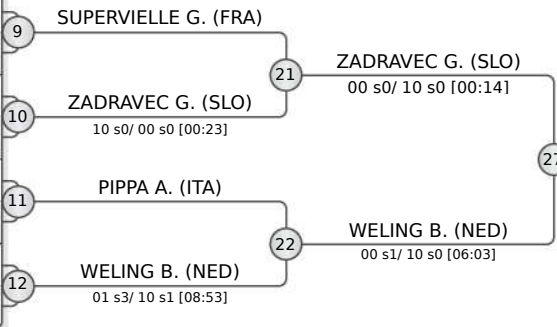 SUPERVIELLE G. (FRA)
9
ZADRAVEC G. (SLO)
21
00 s0/ 10 s0 [00:14]
ZADRAVEC G. (SLO)
10
10 s0/ 00 s0 [00:23]
27
PIPPA A. (ITA)
11
WELING B. (NED)
22
00 s1/ 10 s0 [06:03]
WELING B. (NED)
12
01 s3/ 10 s1 [08:53]